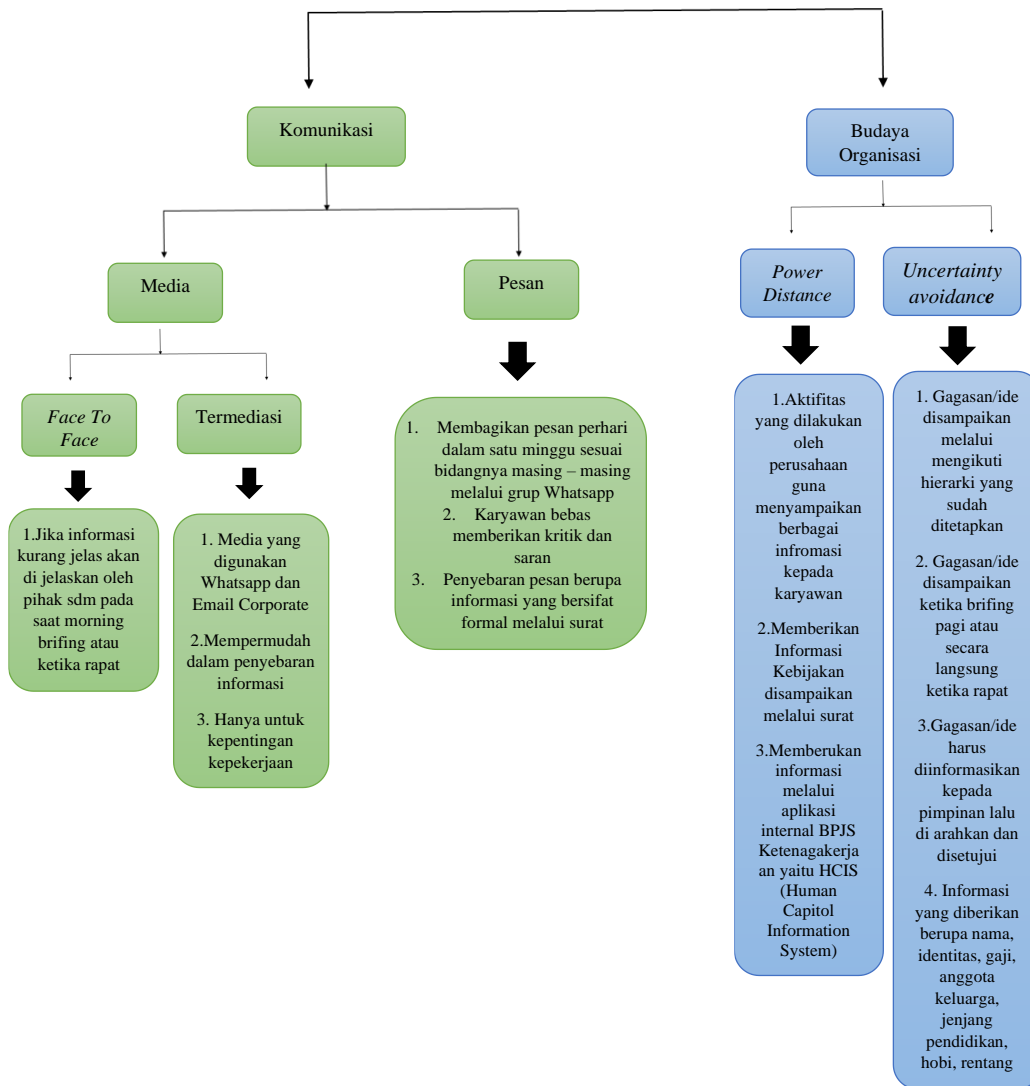 Komunikasi
Budaya
Organisasi
Media
Pesan
Power
Distance
Uncertainty
avoidance
Face To
Face
Termediasi
1.Jika informasi
kurang jelas akan
di jelaskan oleh
pihak sdm pada
saat morning
brifing atau
ketika rapat
1. Media yang
digunakan
Whatsapp dan
Email Corporate
2.Mempermudah
dalam penyebaran
informasi
3. Hanya untuk
kepentingan
kepekerjaan
1. Membagikan pesan perhari
dalam satu minggu sesuai
bidangnya masing – masing
melalui grup Whatsapp
2. Karyawan bebas
memberikan kritik dan
saran
3. Penyebaran pesan berupa
informasi yang bersifat
formal melalui surat
1.Aktifitas
yang dilakukan
oleh
perusahaan
guna
menyampaikan
berbagai
infromasi
kepada
karyawan
2.Memberikan
Informasi
Kebijakan
disampaikan
melalui surat
3.Memberukan
informasi
melalui
aplikasi
internal BPJS
Ketenagakerja
an yaitu HCIS
(Human
Capitol
Information
System)
1. Gagasan/ide
disampaikan
melalui
mengikuti
hierarki yang
sudah
ditetapkan
2. Gagasan/ide
disampaikan
ketika brifing
pagi atau
secara
langsung
ketika rapat
3.Gagasan/ide
harus
diinformasikan
kepada
pimpinan lalu
di arahkan dan
disetujui
4. Informasi
yang diberikan
berupa nama,
identitas, gaji,
anggota
keluarga,
jenjang
pendidikan,
hobi, rentang